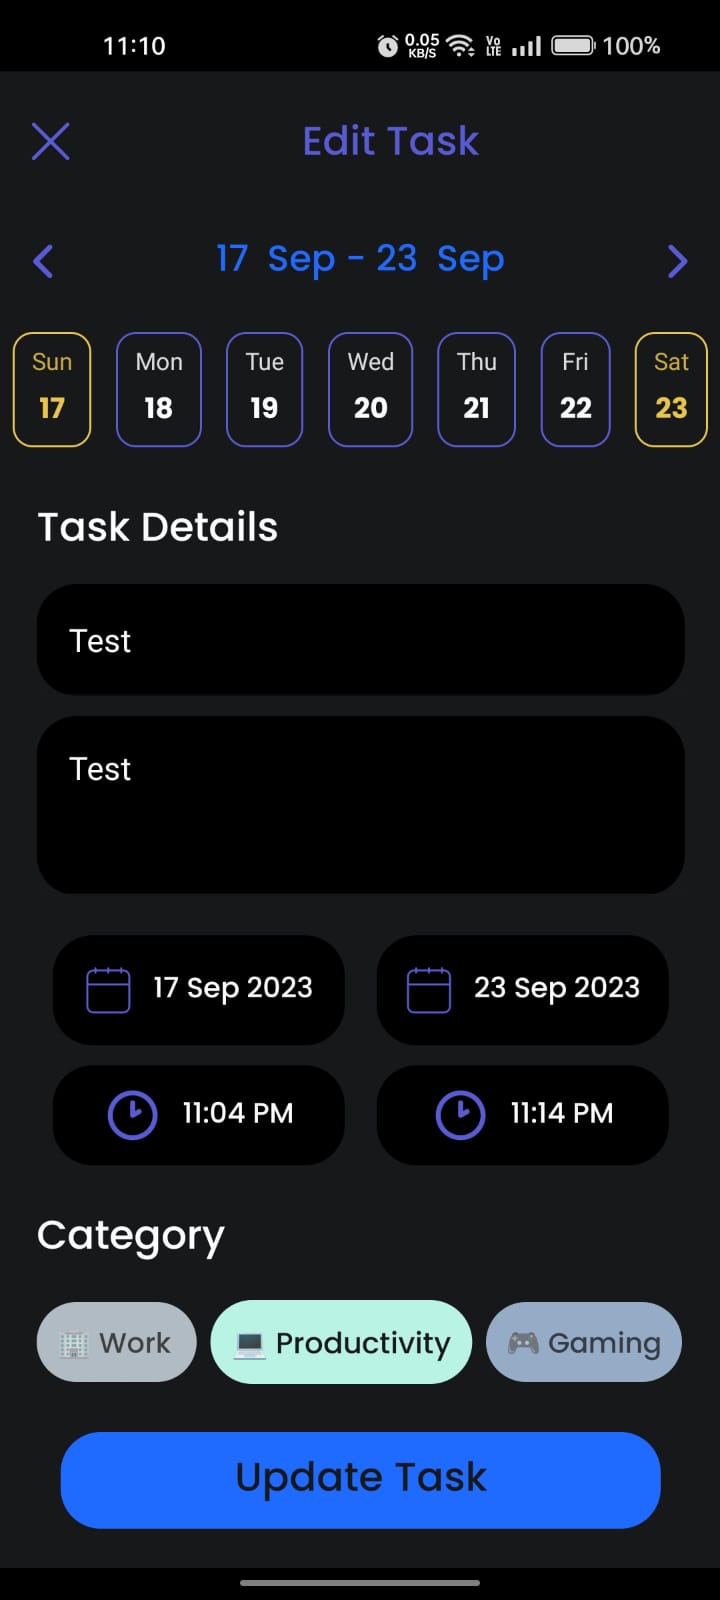 11:10 0.05 KB/S Vo LTE 100%
Edit Task
17 Sep - 23 Sep
Sun Mon Tue Wed Thu Fri Sat
17 18 19 20 21 22 23
Task Details
Test
Test
17 Sep 2023 23 Sep 2023
11:04 PM 11:14 PM
Category
Work Productivity Gaming
Update Task